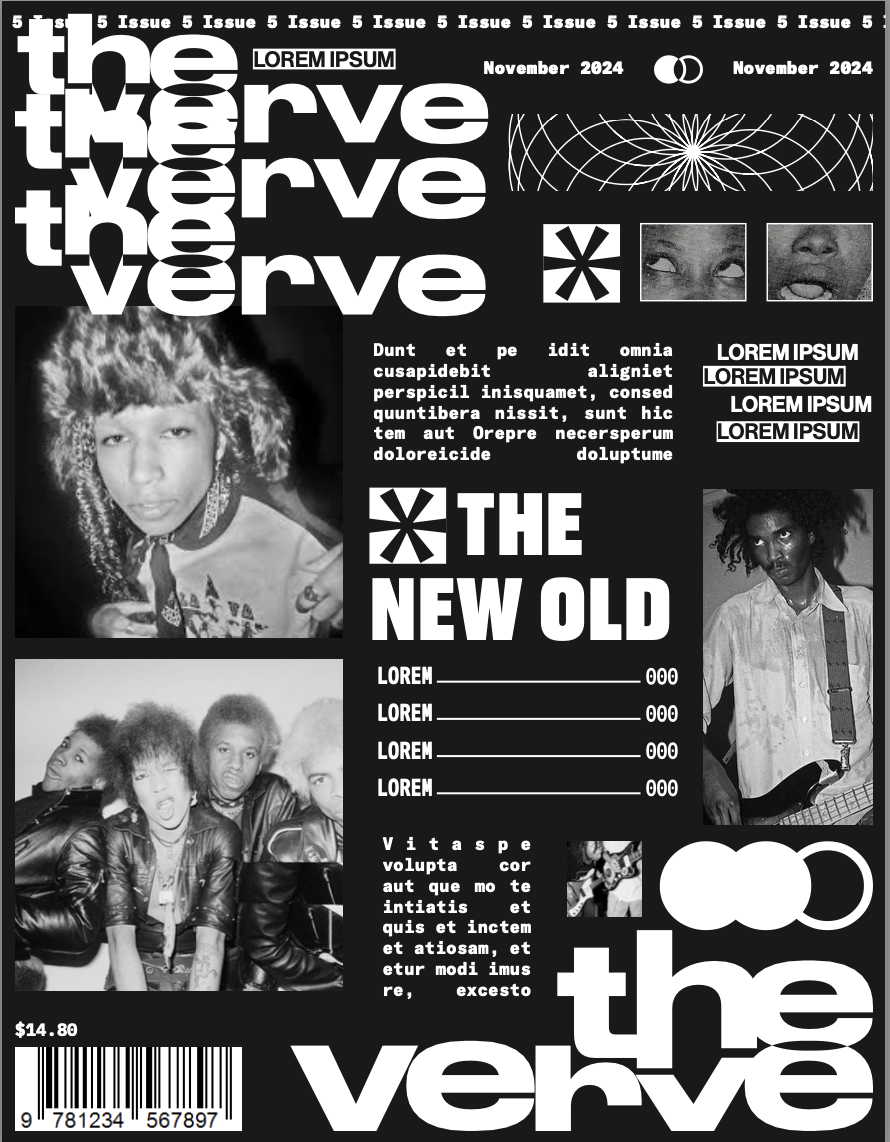 5 Issue 5 Issue 5 Issue 5 Issue 5 Issue 5 Issue 5 Issue 5 Issue 5 Issue 5 Issue 5
the
LOREM IPSUM
November 2024
November 2024
verve
the
verve
the
verve
Dunt et pe idit omnia
cusapidebit aligniet
perspicil inisquamet, consed
quuntibera nissit, sunt hic
tem aut Orepre necersperum
doloreicide doluptume
LOREM IPSUM
LOREM IPSUM
LOREM IPSUM
LOREM IPSUM
THE
NEW OLD
LOREM 000
LOREM 000
LOREM 000
LOREM 000
Vitaspe
volupta cor
aut que mo te
intiatis et
quis et inctem
et atiosam, et
etur modi imus
re, excesto
$14.80
9 781234 567897
the
verve